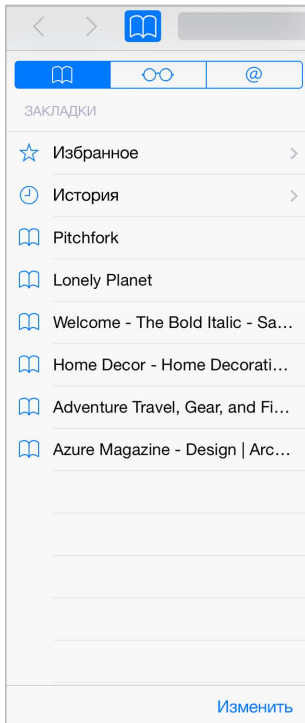 @
ЗАКЛАДКИ
Избранное
История
Pitchfork
Lonely Planet
Welcome - The Bold Italic - Sa...
Home Decor - Home Decorati...
Adventure Travel, Gear, and Fi...
Azure Magazine - Design | Arc...
Изменить